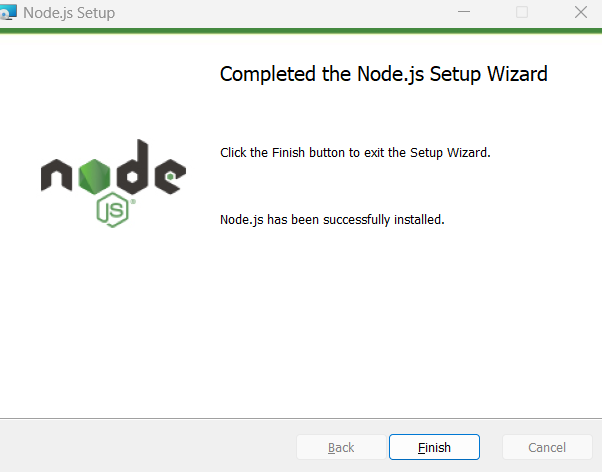 Node.js Setup
Completed the Node.js Setup Wizard
Click the Finish button to exit the Setup Wizard.
node
JS®
Node.js has been successfully installed.
Back
Finish
Cancel